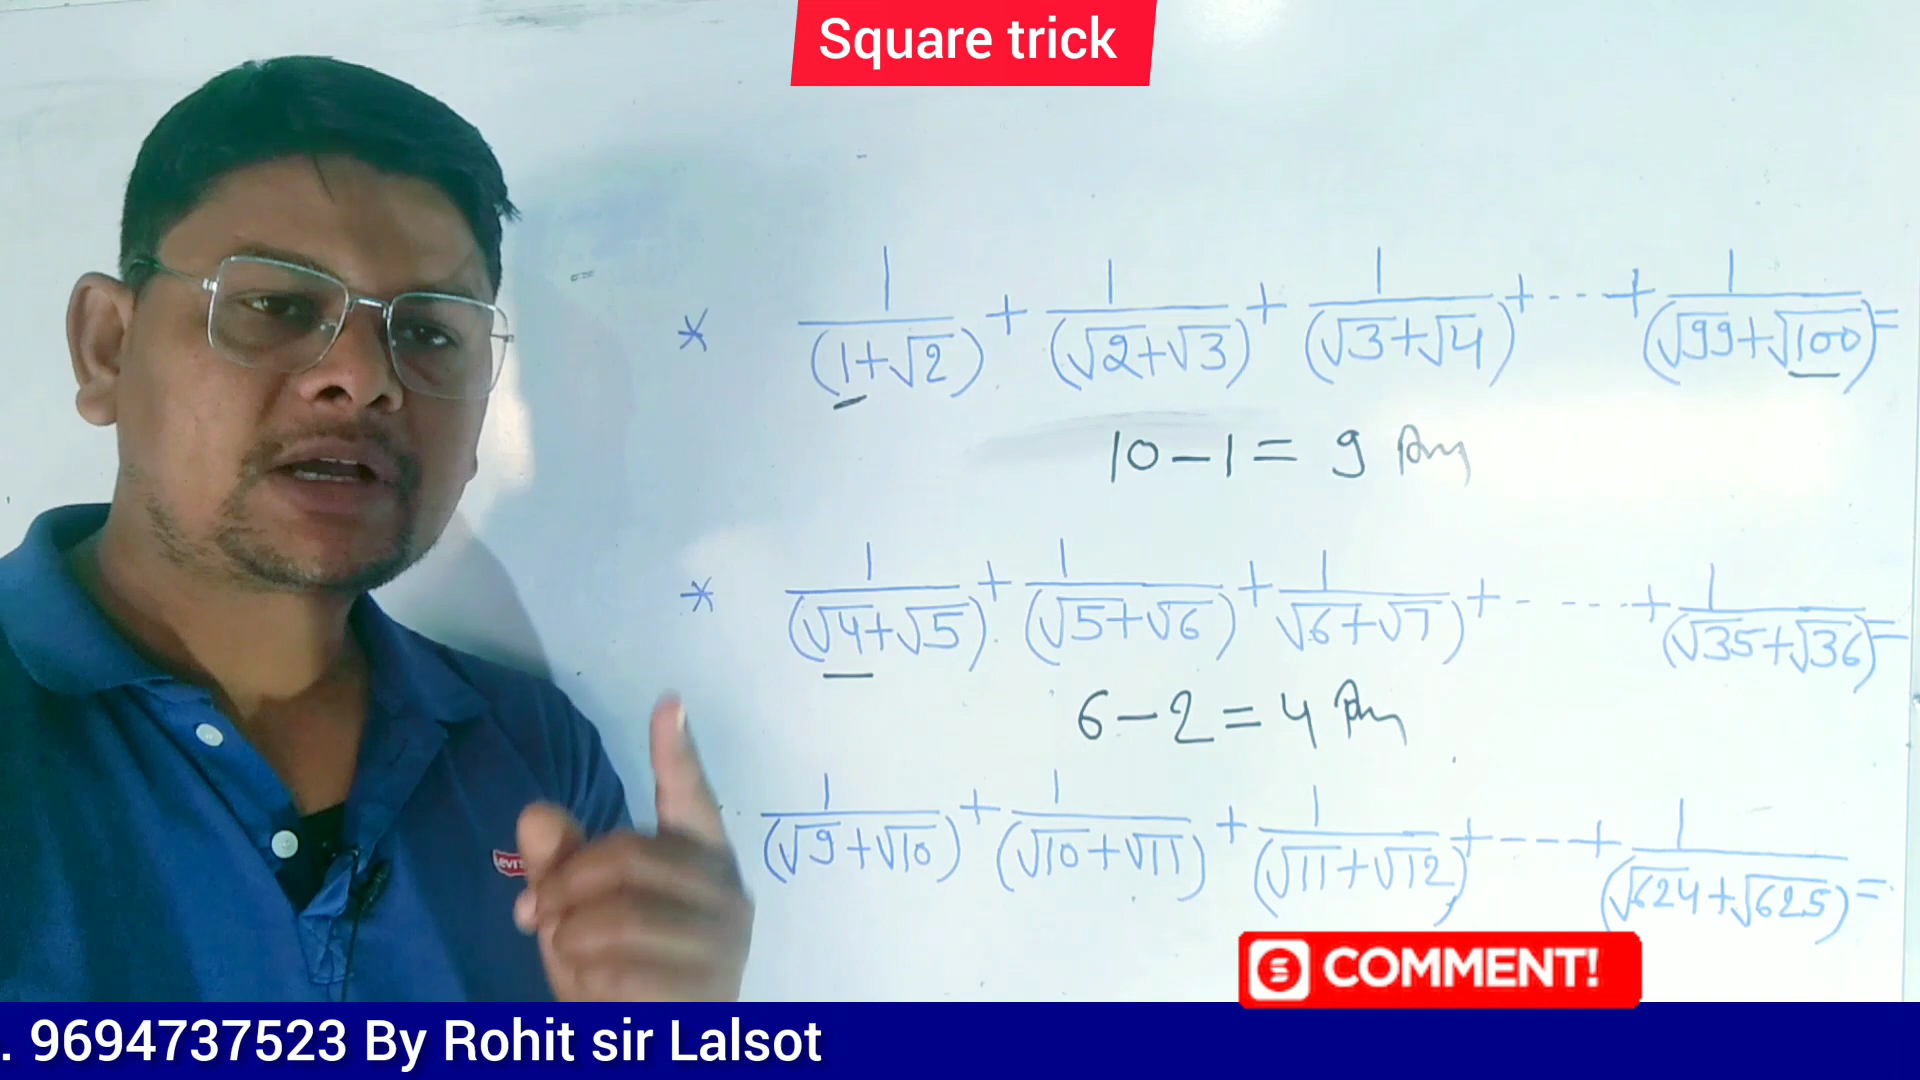 Square trick
* 1/(1+√2) + 1/(√2+√3) + 1/(√3+√4) + --- + 1/(√99+√100) =
10-1 = 9 Ans
* 1/(√4+√5) + 1/(√5+√6) + 1/(√6+√7) + ---- + 1/(√35+√36) =
6-2 = 4 Ans
1/(√9+√10) + 1/(√10+√11) + 1/(√11+√12) + --- + 1/(√624+√625) =
Levi's
COMMENT!
. 9694737523 By Rohit sir Lalsot